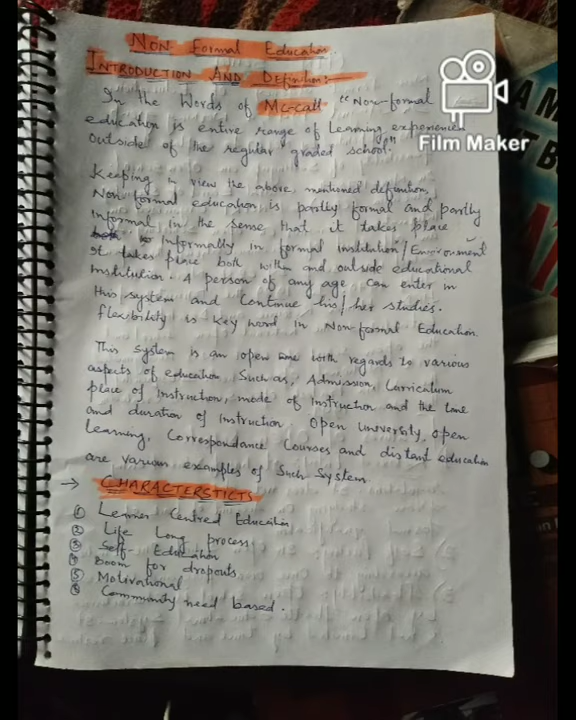 NON-Formal Education.
INTRODUCTION AND Definition:-
In the Words of Mc-call "Non-formal
education is entire range of learning experiences
outside of the regular graded school."
Keeping in view the above mentioned definition,
Non formal education is partly formal and partly
informal in the sense that it takes place
informally in formal institution/Environment
It takes place both within and outside educational
institution. A person of any age can enter in
this system and continue his/her studies.
flexibility is key word in Non-formal Education.
This system is an open one with regards to various
aspects of education, Such as, Admission, Curriculum
place of instruction, mode of instruction and the time
and duration of instruction. Open University, open
learning, Correspondance Courses and distant education
are various examples of Such System
→ CHARACTERSTICTS
① Learner Centred Education
② Life Long process
③ Self- Education
④ Boom for dropouts
⑤ Motivational
⑥ Community need based.
Film Maker
A M